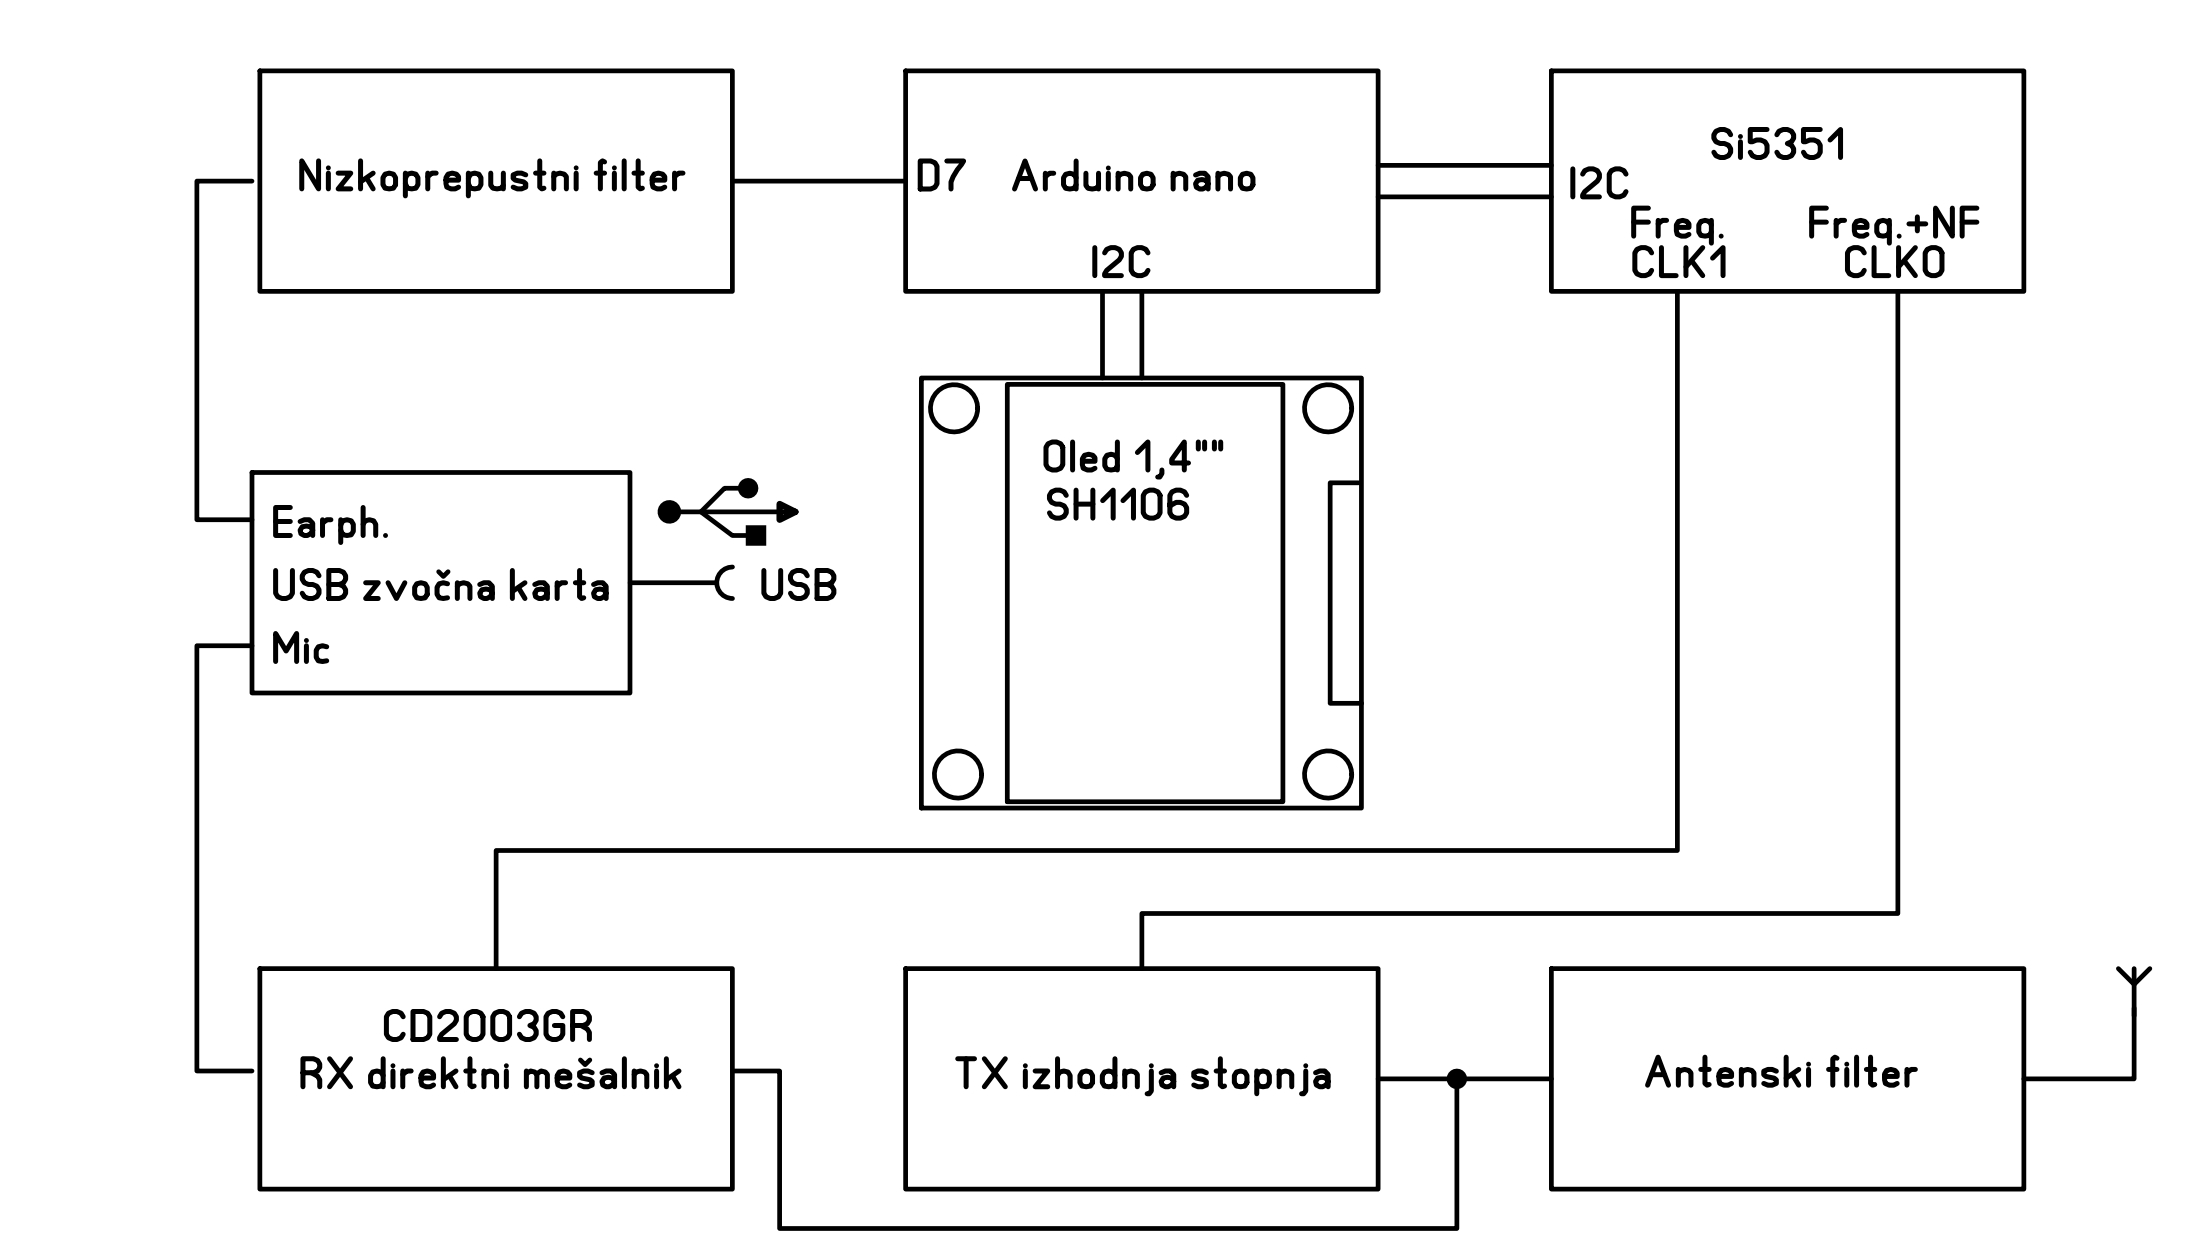 Nizkoprepustni filter
D7 Arduino nano
I2C
Si5351
I2C
Freq. Freq.+NF
CLK1 CLK0
Oled 1,4""
SH1106
Earph.
USB zvočna karta
Mic
USB
CD2003GR
RX direktni mešalnik
TX izhodnja stopnja
Antenski filter